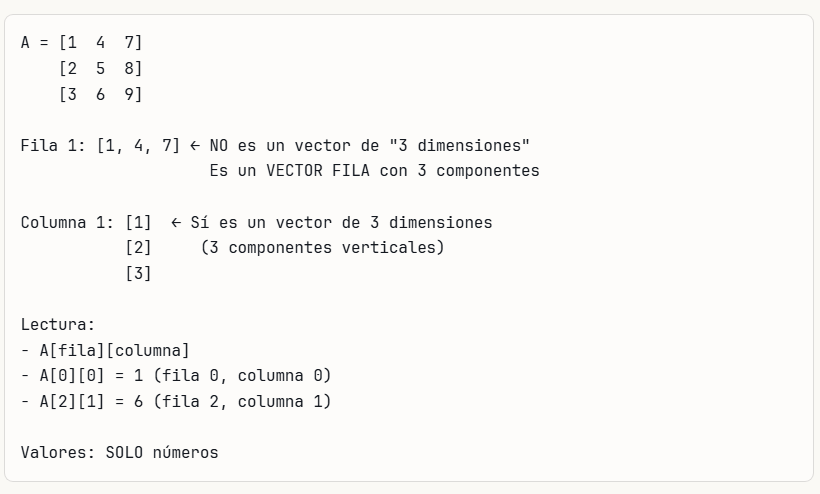 A = [1  4  7]
    [2  5  8]
    [3  6  9]
Fila 1: [1, 4, 7] ← NO es un vector de "3 dimensiones"
                    Es un VECTOR FILA con 3 componentes
Columna 1: [1]  ← Sí es un vector de 3 dimensiones
           [2]     (3 componentes verticales)
           [3]
Lectura:
- A[fila][columna]
- A[0][0] = 1 (fila 0, columna 0)
- A[2][1] = 6 (fila 2, columna 1)
Valores: SOLO números